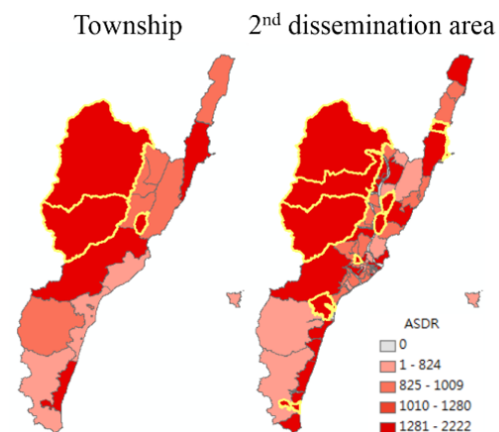 Township
2nd dissemination area
ASDR
0
1 - 824
825 - 1009
1010 - 1280
1281 - 2222